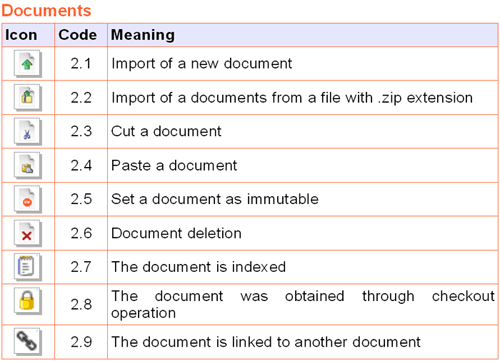 Documents
Icon Code Meaning
2.1 Import of a new document
2.2 Import of a documents from a file with .zip extension
2.3 Cut a document
2.4 Paste a document
2.5 Set a document as immutable
2.6 Document deletion
2.7 The document is indexed
2.8 The document was obtained through checkout
operation
2.9 The document is linked to another document